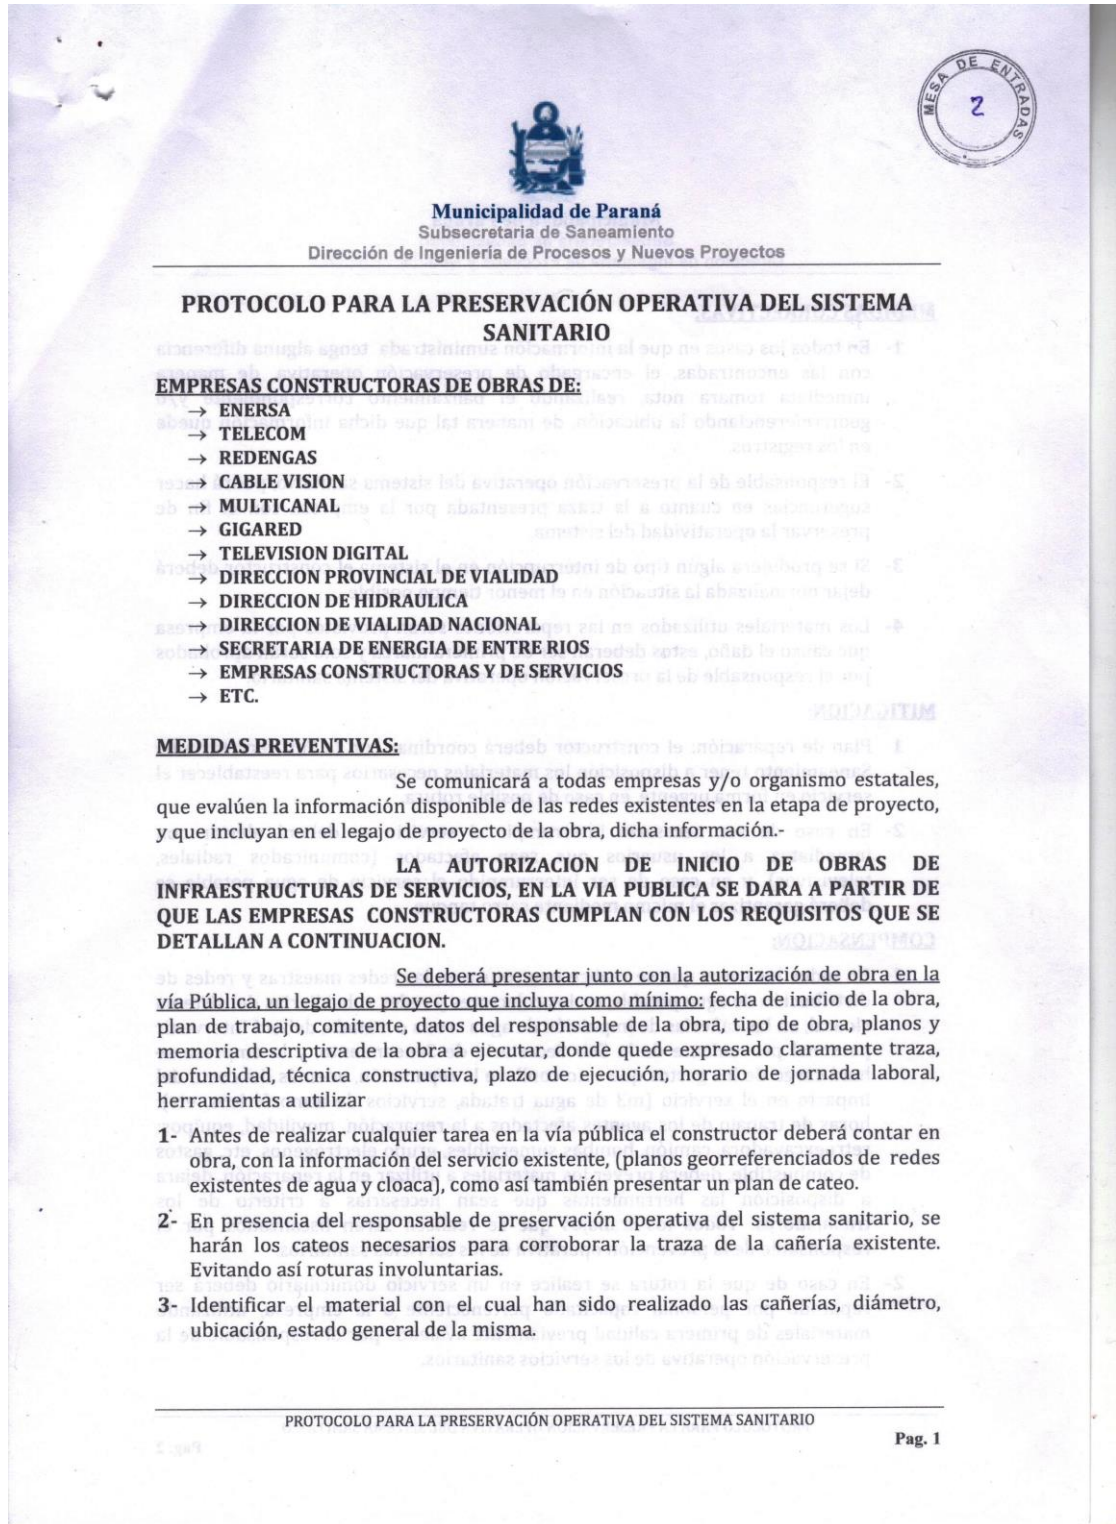 MESA DE ENTRADAS
2
Municipalidad de Paraná
Subsecretaria de Saneamiento
Dirección de Ingeniería de Procesos y Nuevos Proyectos
PROTOCOLO PARA LA PRESERVACIÓN OPERATIVA DEL SISTEMA
SANITARIO
EMPRESAS CONSTRUCTORAS DE OBRAS DE:
→ ENERSA
→ TELECOM
→ REDENGAS
→ CABLE VISION
→ MULTICANAL
→ GIGARED
→ TELEVISION DIGITAL
→ DIRECCION PROVINCIAL DE VIALIDAD
→ DIRECCION DE HIDRAULICA
→ DIRECCION DE VIALIDAD NACIONAL
→ SECRETARIA DE ENERGIA DE ENTRE RIOS
→ EMPRESAS CONSTRUCTORAS Y DE SERVICIOS
→ ETC.
MEDIDAS PREVENTIVAS:
Se comunicará a todas empresas y/o organismo estatales,
que evalúen la información disponible de las redes existentes en la etapa de proyecto,
y que incluyan en el legajo de proyecto de la obra, dicha información.-
LA AUTORIZACION DE INICIO DE OBRAS DE
INFRAESTRUCTURAS DE SERVICIOS, EN LA VIA PUBLICA SE DARA A PARTIR DE
QUE LAS EMPRESAS CONSTRUCTORAS CUMPLAN CON LOS REQUISITOS QUE SE
DETALLAN A CONTINUACION.
Se deberá presentar junto con la autorización de obra en la
vía Pública, un legajo de proyecto que incluya como mínimo: fecha de inicio de la obra,
plan de trabajo, comitente, datos del responsable de la obra, tipo de obra, planos y
memoria descriptiva de la obra a ejecutar, donde quede expresado claramente traza,
profundidad, técnica constructiva, plazo de ejecución, horario de jornada laboral,
herramientas a utilizar
1- Antes de realizar cualquier tarea en la vía pública el constructor deberá contar en
obra, con la información del servicio existente, (planos georreferenciados de redes
existentes de agua y cloaca), como así también presentar un plan de cateo.
2- En presencia del responsable de preservación operativa del sistema sanitario, se
harán los cateos necesarios para corroborar la traza de la cañería existente.
Evitando así roturas involuntarias.
3- Identificar el material con el cual han sido realizado las cañerías, diámetro,
ubicación, estado general de la misma.
PROTOCOLO PARA LA PRESERVACIÓN OPERATIVA DEL SISTEMA SANITARIO
Pag. 1